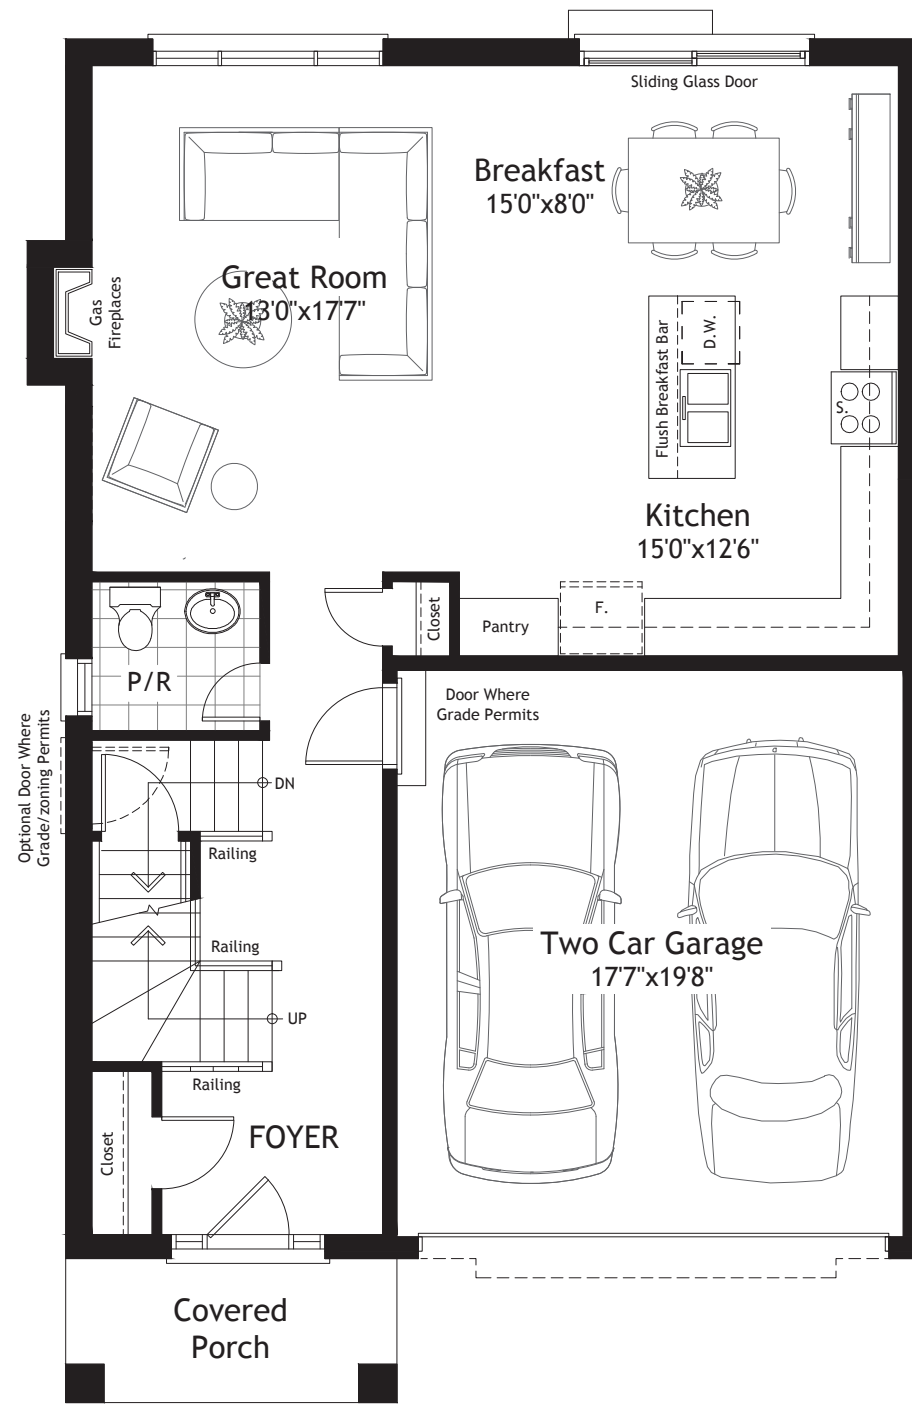 Sliding Glass Door
Breakfast
15'0"x8'0"
Great Room
13'0"x17'7"
Gas
Fireplaces
Flush Breakfast Bar
D.W.
S.
Kitchen
15'0"x12'6"
Closet
Pantry
F.
P/R
Door Where
Grade Permits
Optional Door Where
Grade/zoning Permits
DN
Railing
Railing
UP
Railing
Two Car Garage
17'7"x19'8"
Closet
FOYER
Covered
Porch